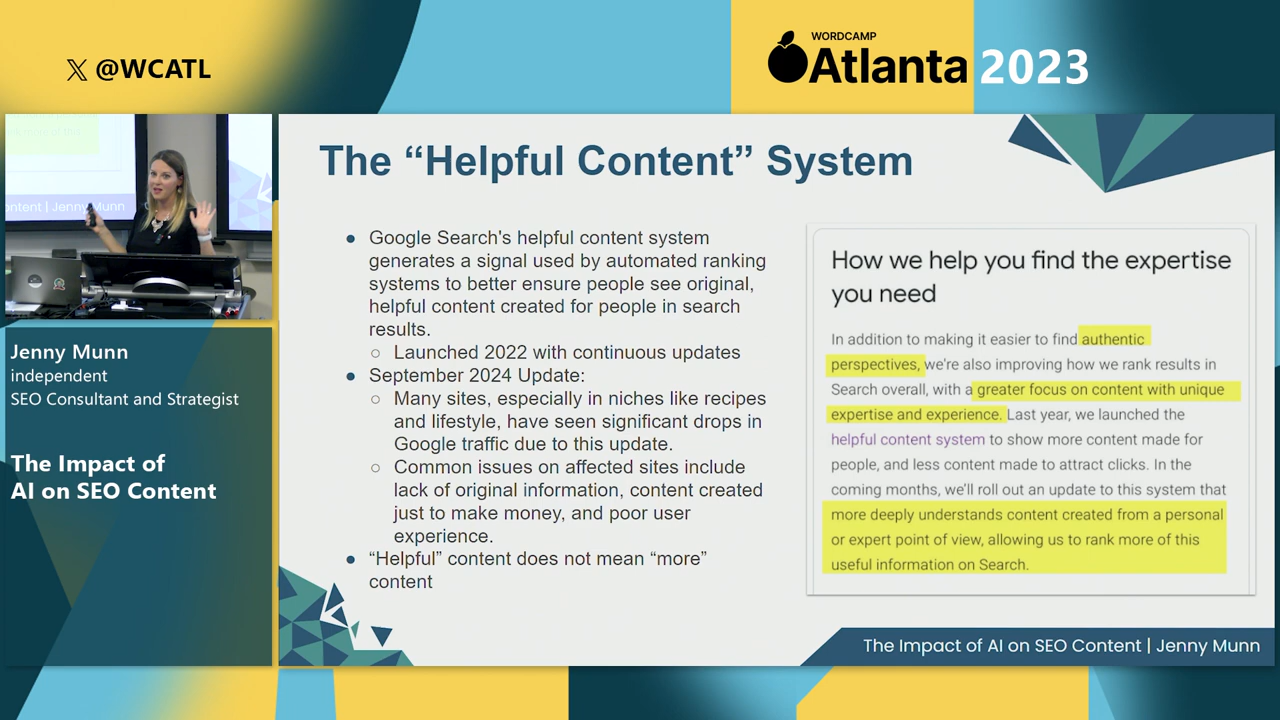 𝕏 @WCATL
WORDCAMP
Atlanta 2023
ontent | Jenny Munn
Jenny Munn
independent
SEO Consultant and Strategist
The Impact of
AI on SEO Content
The “Helpful Content” System
● Google Search's helpful content system
generates a signal used by automated ranking
systems to better ensure people see original,
helpful content created for people in search
results.
○ Launched 2022 with continuous updates
● September 2024 Update:
○ Many sites, especially in niches like recipes
and lifestyle, have seen significant drops in
Google traffic due to this update.
○ Common issues on affected sites include
lack of original information, content created
just to make money, and poor user
experience.
● “Helpful” content does not mean “more”
content
How we help you find the expertise
you need
In addition to making it easier to find authentic
perspectives, we're also improving how we rank results in
Search overall, with a greater focus on content with unique
expertise and experience. Last year, we launched the
helpful content system to show more content made for
people, and less content made to attract clicks. In the
coming months, we'll roll out an update to this system that
more deeply understands content created from a personal
or expert point of view, allowing us to rank more of this
useful information on Search.
The Impact of AI on SEO Content | Jenny Munn